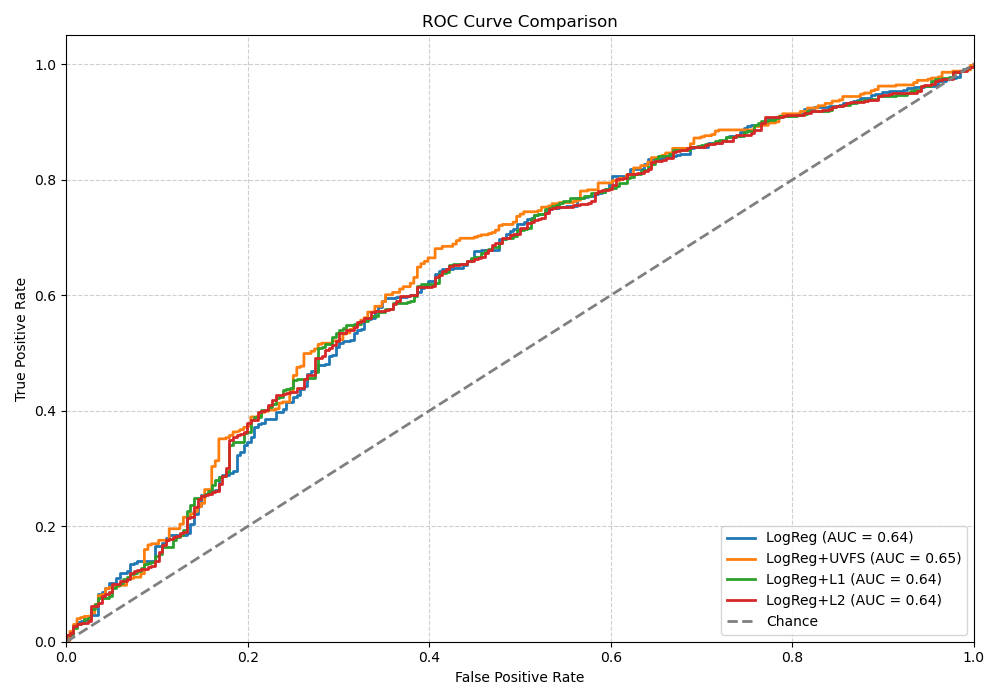 ROC Curve Comparison
True Positive Rate
1.0
0.8
0.6
0.4
0.2
0.0
0.0 0.2 0.4 0.6 0.8 1.0
False Positive Rate
LogReg (AUC = 0.64)
LogReg+UVFS (AUC = 0.65)
LogReg+L1 (AUC = 0.64)
LogReg+L2 (AUC = 0.64)
Chance